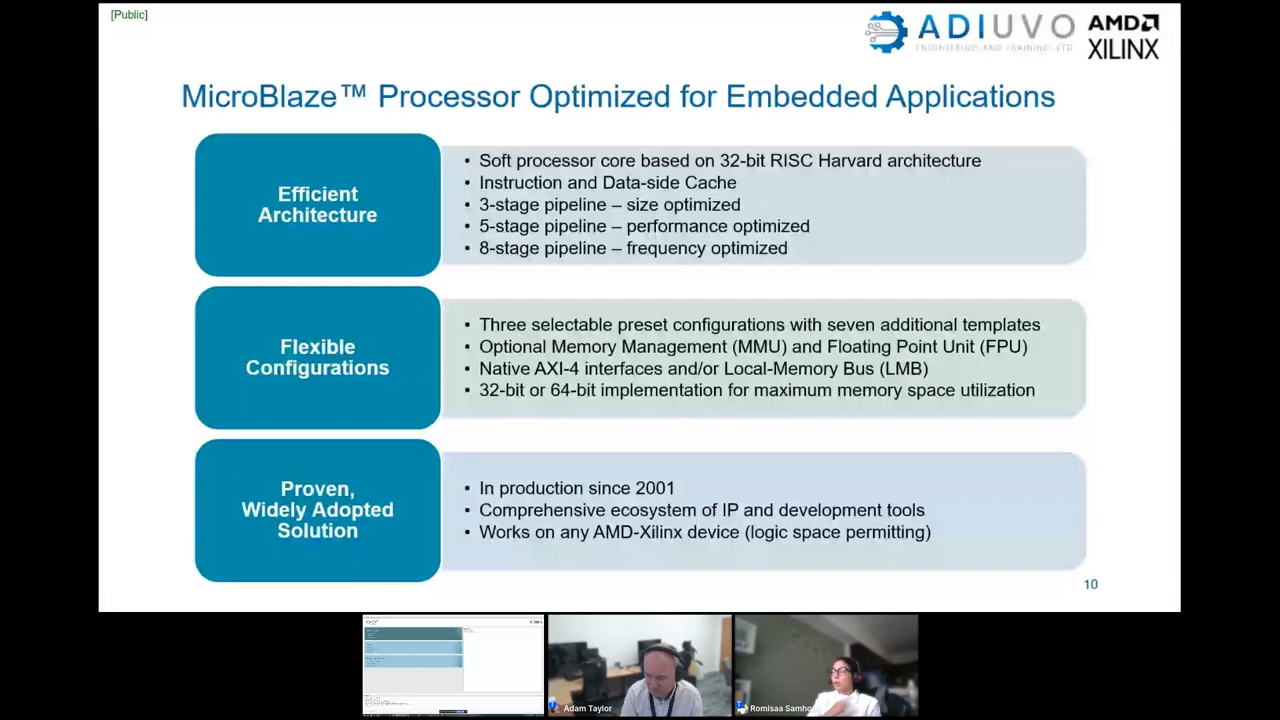 [Public]
ADIUVO
ENGINEERING AND TRAINING, LTD
AMD
XILINX
MicroBlaze™ Processor Optimized for Embedded Applications
Efficient
Architecture
• Soft processor core based on 32-bit RISC Harvard architecture
• Instruction and Data-side Cache
• 3-stage pipeline – size optimized
• 5-stage pipeline – performance optimized
• 8-stage pipeline – frequency optimized
Flexible
Configurations
• Three selectable preset configurations with seven additional templates
• Optional Memory Management (MMU) and Floating Point Unit (FPU)
• Native AXI-4 interfaces and/or Local-Memory Bus (LMB)
• 32-bit or 64-bit implementation for maximum memory space utilization
Proven,
Widely Adopted
Solution
• In production since 2001
• Comprehensive ecosystem of IP and development tools
• Works on any AMD-Xilinx device (logic space permitting)
10
Adam Taylor
Romisaa